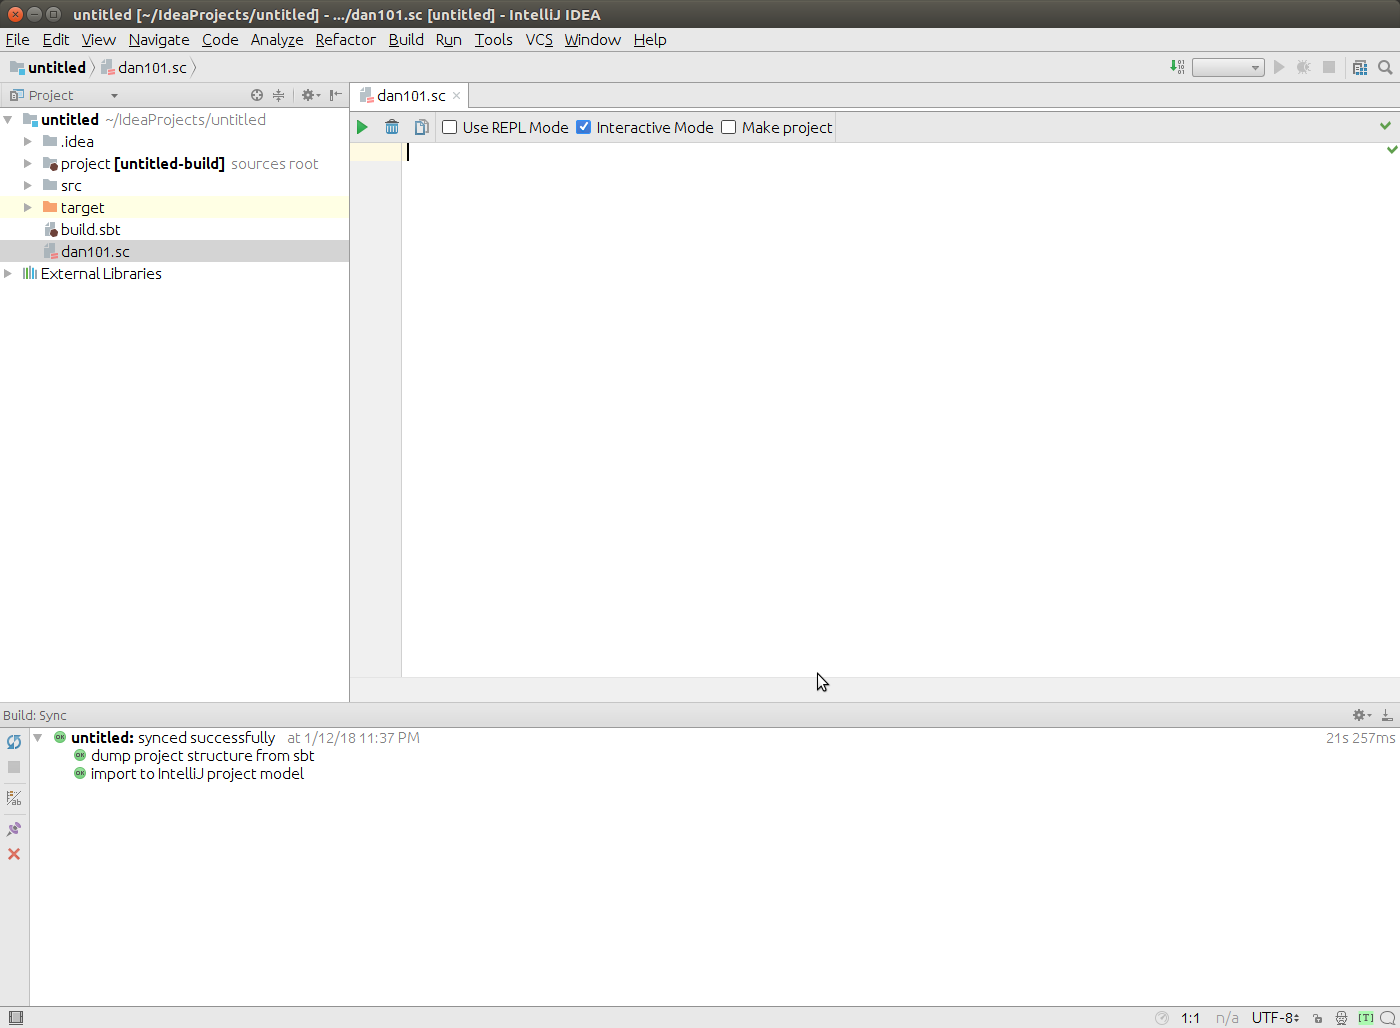 untitled [~/IdeaProjects/untitled] - .../dan101.sc [untitled] - IntelliJ IDEA
File Edit View Navigate Code Analyze Refactor Build Run Tools VCS Window Help
untitled dan101.sc
Project
dan101.sc
untitled ~/IdeaProjects/untitled
Use REPL Mode Interactive Mode Make project
.idea
project [untitled-build] sources root
src
target
build.sbt
dan101.sc
External Libraries
Build: Sync
untitled: synced successfully at 1/12/18 11:37 PM 21s 257ms
dump project structure from sbt
import to IntelliJ project model
1:1 n/a UTF-8 [T]